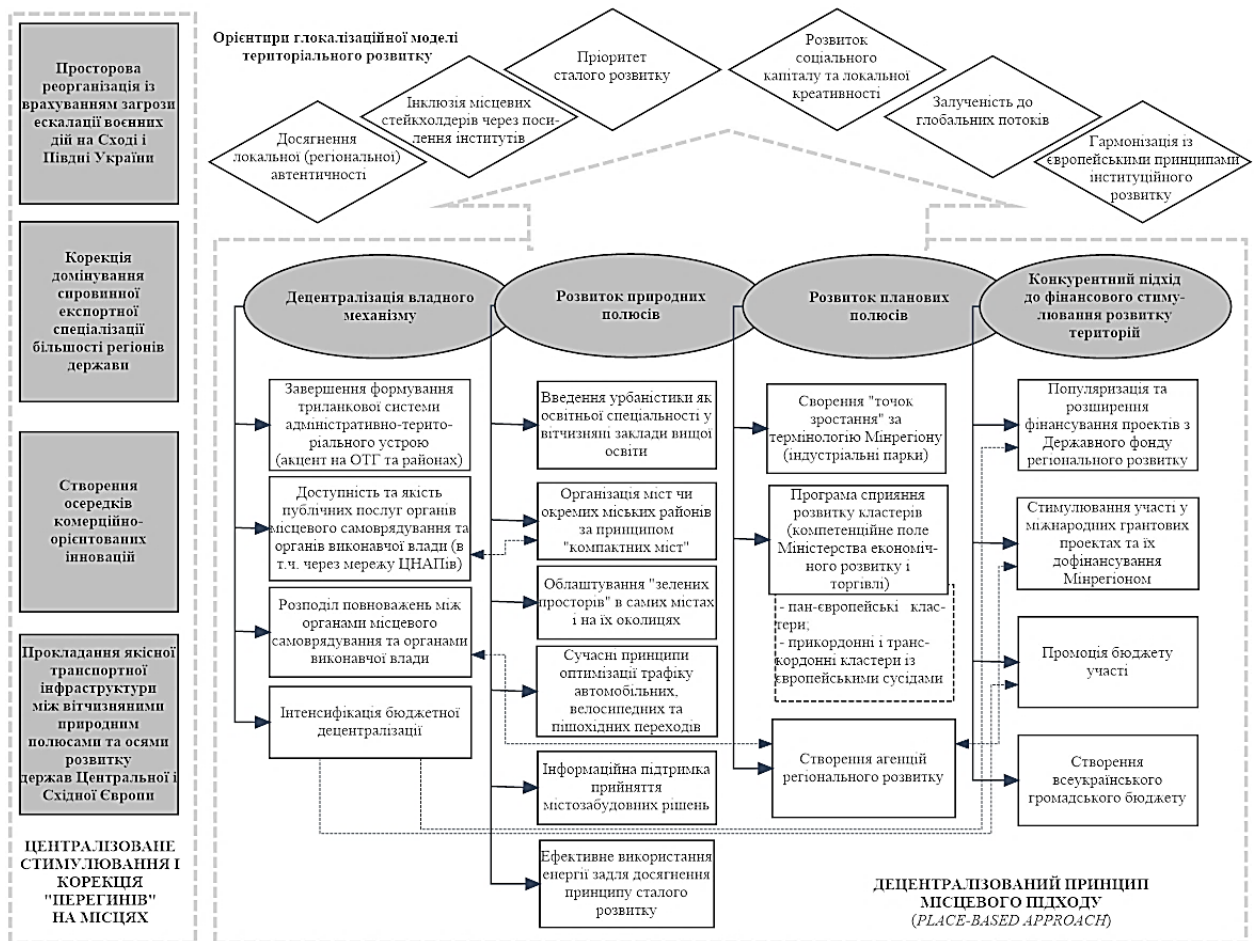 Просторова
реорганізація із
врахуванням загрози
ескалації воєнних
дій на Сході і
Півдні України
Корекція
домінування
сировинної
експортної
спеціалізації
більшості регіонів
держави
Створення
осередків
комерційно-
орієнтованих
інновацій
Прокладання якісної
транспортної
інфраструктури
між вітчизняними
природним
полюсами та осями
розвитку
держав Центральної і
Східної Європи
ЦЕНТРАЛІЗОВАНЕ
СТИМУЛЮВАННЯ І
КОРЕКЦІЯ
"ПЕРЕГИНІВ"
НА МІСЦЯХ
Орієнтири глокалізаційної моделі
територіального розвитку
Досягнення
локальної (регіональної)
автентичності
Інклюзія місцевих
стейкхолдерів через поси-
лення інститутів
Пріоритет
сталого розвитку
Розвиток
соціального
капіталу та локальної
креативності
Залученість до
глобальних потоків
Гармонізація із
європейськими принципами
інституційного
розвитку
Децентралізація владного
механізму
Завершення формування
триланкової системи
адміністративно-терито-
ріального устрою
(акцент на ОТГ та районах)
Доступність та якість
публічних послуг органів
місцевого самоврядування та
органів виконавчої влади (в
т.ч. через мережу ЦНАПів)
Розподіл повноважень між
органами місцевого
самоврядування та органами
виконавчої влади
Інтенсифікація бюджетної
децентралізації
Розвиток природних
полюсів
Введення урбаністики як
освітньої спеціальності у
вітчизняні заклади вищої
освіти
Організація міст чи
окремих міських районів
за принципом
"компактних міст"
Облаштування "зелених
просторів" в самих містах
і на їх околицях
Сучасні принципи
оптимізації трафіку
автомобільних,
велосипедних та
пішохідних переходів
Інформаційна підтримка
прийняття
містозабудовних рішень
Ефективне використання
енергії задля досягнення
принципу сталого
розвитку
Розвиток планових
полюсів
Сворення "точок
зростання" за
термінологію Мінрегіону
(індустріальні парки)
Програма сприяння
розвитку кластерів
(компетенційне поле
Міністерства економіч-
ного розвитку і
торгівлі)
- пан-європейські клас-
тери;
- прикордонні і транс-
кордонні кластери із
європейськими сусідами
Створення агенцій
регіонального розвитку
Конкурентний підхід
до фінансового стиму-
лювання розвитку
територій
Популяризація та
розширення
фінансування проектів з
Державного фонду
регіонального розвитку
Стимулювання участі у
міжнародних грантових
проектах та їх
дофінансування
Мінрегіоном
Промоція бюджету
участі
Створення
всеукраїнського
громадського бюджету
ДЕЦЕНТРАЛІЗОВАНИЙ ПРИНЦИП
МІСЦЕВОГО ПІДХОДУ
(PLACE-BASED APPROACH)